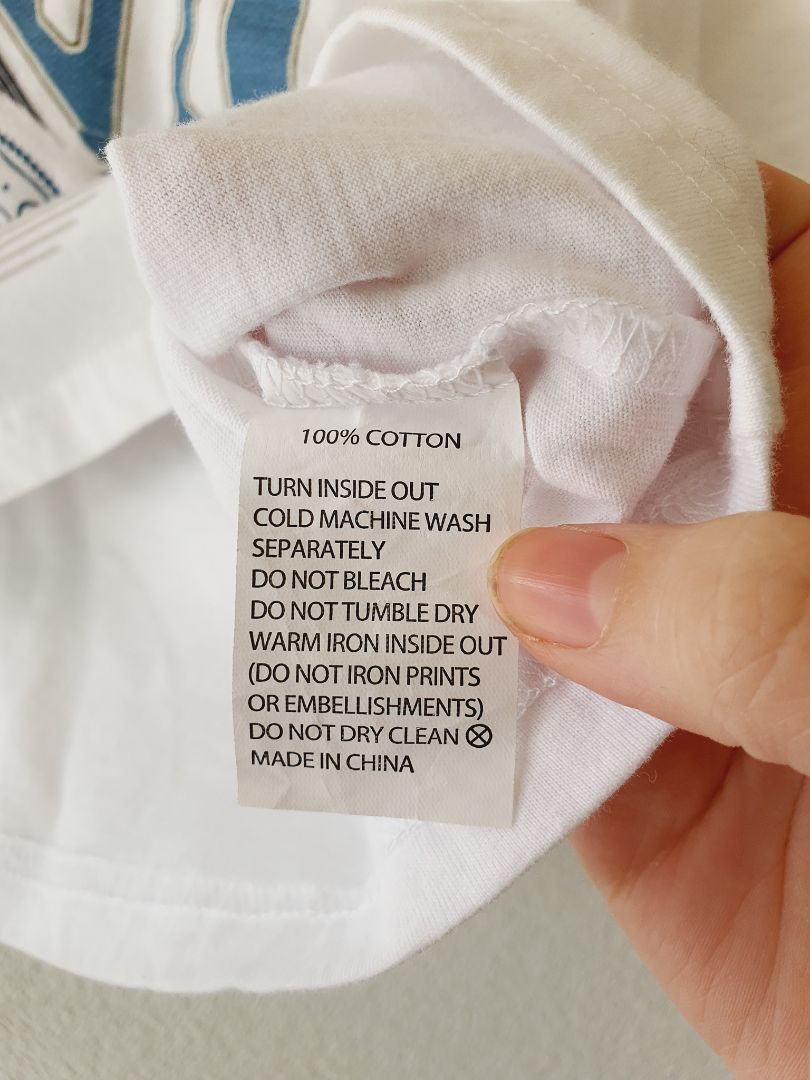 100% COTTON
TURN INSIDE OUT
COLD MACHINE WASH
SEPARATELY
DO NOT BLEACH
DO NOT TUMBLE DRY
WARM IRON INSIDE OUT
(DO NOT IRON PRINTS
OR EMBELLISHMENTS)
DO NOT DRY CLEAN
MADE IN CHINA